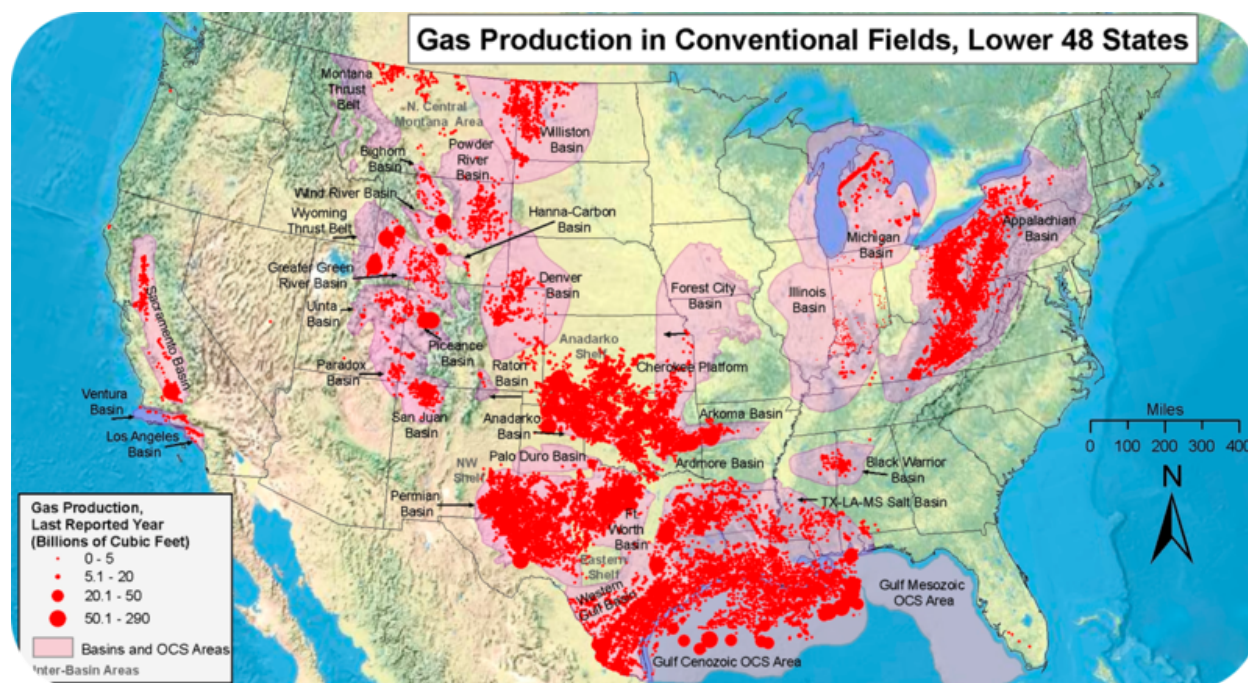 Gas Production in Conventional Fields, Lower 48 States
Montana
Thrust
Belt
N. Central
Montana Area
Williston
Basin
Powder
River
Basin
Bighorn
Basin
Wind River Basin
Wyoming
Thrust Belt
Hanna-Carbon
Basin
Greater Green
River Basin
Denver
Basin
Forest City
Basin
Illinois
Basin
Michigan
Basin
Appalachian
Basin
Sacramento Basin
Uinta
Basin
Piceance
Basin
Anadarko
Shelf
Cherokee Platform
Paradox
Basin
Raton
Basin
Ventura
Basin
San Juan
Basin
Anadarko
Basin
Arkoma Basin
Los Angeles
Basin
Palo Duro Basin
Ardmore Basin
Black Warrior
Basin
NW
Shelf
Permian
Basin
TX-LA-MS Salt Basin
Ft.
Worth
Basin
Eastern
Shelf
Western
Gulf Basin
Gulf Mesozoic
OCS Area
Gulf Cenozoic OCS Area
Miles
0 100 200 300 400
N
Gas Production,
Last Reported Year
(Billions of Cubic Feet)
0 - 5
5.1 - 20
20.1 - 50
50.1 - 290
Basins and OCS Areas
Inter-Basin Areas